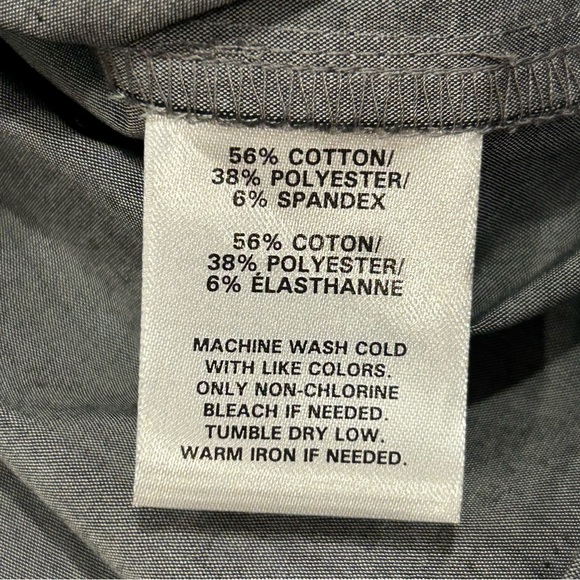 56% COTTON/
38% POLYESTER/
6% SPANDEX
56% COTON/
38% POLYESTER/
6% ÉLASTHANNE
MACHINE WASH COLD
WITH LIKE COLORS.
ONLY NON-CHLORINE
BLEACH IF NEEDED.
TUMBLE DRY LOW.
WARM IRON IF NEEDED.